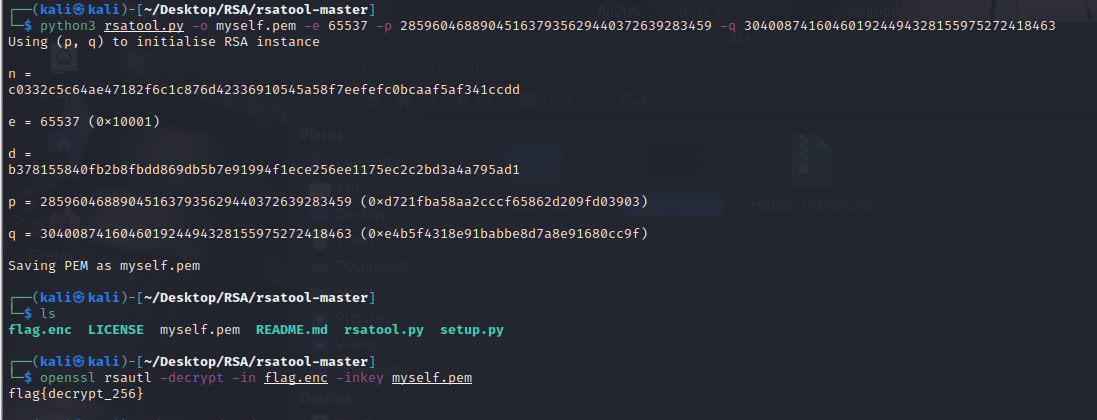 ┌──(kali㉿kali)-[~/Desktop/RSA/rsatool-master]
└─$ python3 rsatool.py -o myself.pem -e 65537 -p 285960468890451637935629440372639283459 -q 304008741604601924494328155975272418463
Using (p, q) to initialise RSA instance
n =
c0332c5c64ae47182f6c1c876d42336910545a58f7eefefc0bcaaf5af341ccdd
e = 65537 (0×10001)
d =
b378155840fb2b8fbdd869db5b7e91994f1ece256ee1175ec2c2bd3a4a795ad1
p = 285960468890451637935629440372639283459 (0×d721fba58aa2cccf65862d209fd03903)
q = 304008741604601924494328155975272418463 (0×e4b5f4318e91babbe8d7a8e91680cc9f)
Saving PEM as myself.pem
┌──(kali㉿kali)-[~/Desktop/RSA/rsatool-master]
└─$ ls
flag.enc  LICENSE  myself.pem  README.md  rsatool.py  setup.py
┌──(kali㉿kali)-[~/Desktop/RSA/rsatool-master]
└─$ openssl rsautl -decrypt -in flag.enc -inkey myself.pem
flag{decrypt_256}